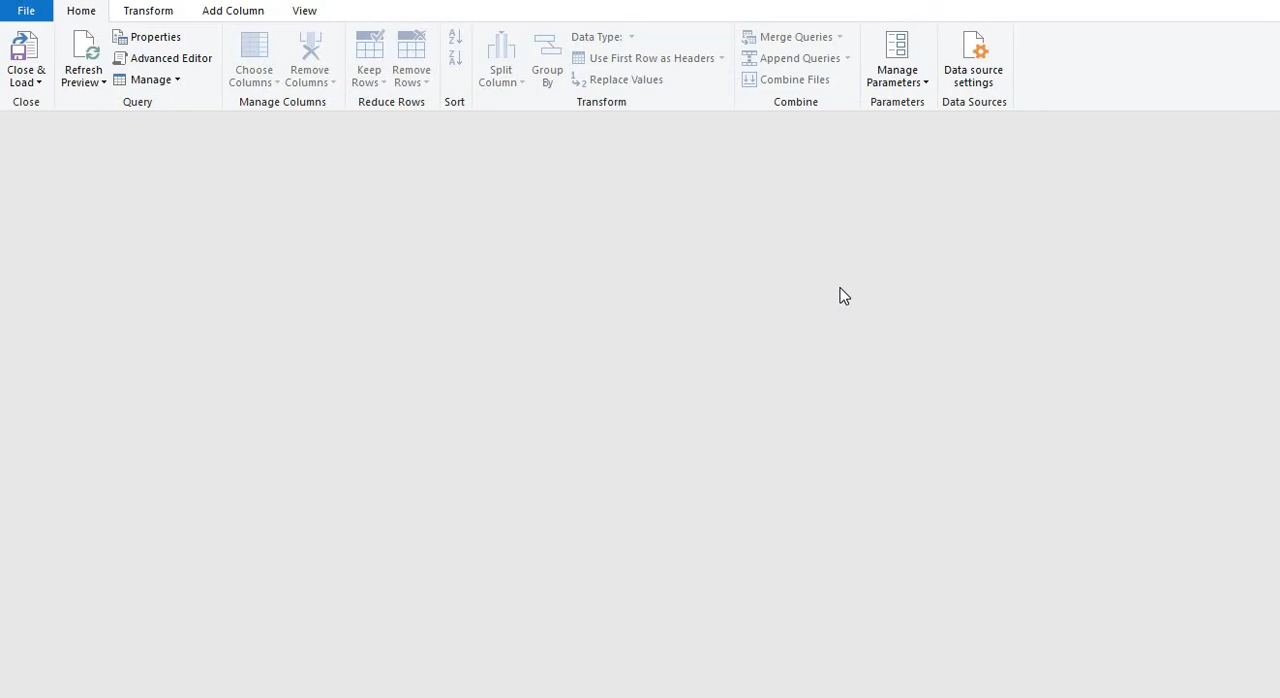 File Home Transform Add Column View
Close & Load
Refresh Preview
Properties
Advanced Editor
Manage
Choose Columns
Remove Columns
Keep Rows
Remove Rows
A Z
Z A
Split Column
Group By
Data Type:
Use First Row as Headers
1 2 Replace Values
Merge Queries
Append Queries
Combine Files
Manage Parameters
Data source settings
Close Query Manage Columns Reduce Rows Sort Transform Combine Parameters Data Sources